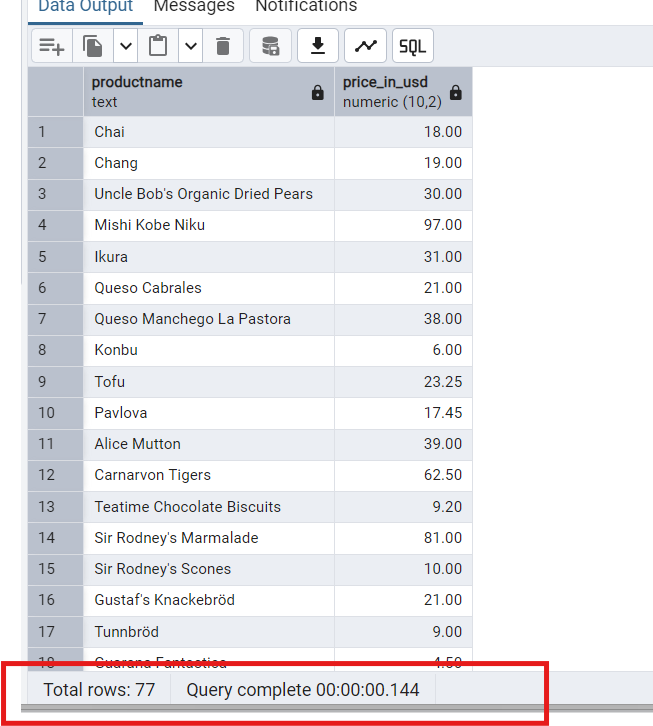 Data Output Messages Notifications
SQL
productname price_in_usd
text numeric (10,2)
1 Chai 18.00
2 Chang 19.00
3 Uncle Bob's Organic Dried Pears 30.00
4 Mishi Kobe Niku 97.00
5 Ikura 31.00
6 Queso Cabrales 21.00
7 Queso Manchego La Pastora 38.00
8 Konbu 6.00
9 Tofu 23.25
10 Pavlova 17.45
11 Alice Mutton 39.00
12 Carnarvon Tigers 62.50
13 Teatime Chocolate Biscuits 9.20
14 Sir Rodney's Marmalade 81.00
15 Sir Rodney's Scones 10.00
16 Gustaf's Knackebröd 21.00
17 Tunnbröd 9.00
18 Guarana Fantastica 4.50
Total rows: 77 Query complete 00:00:00.144